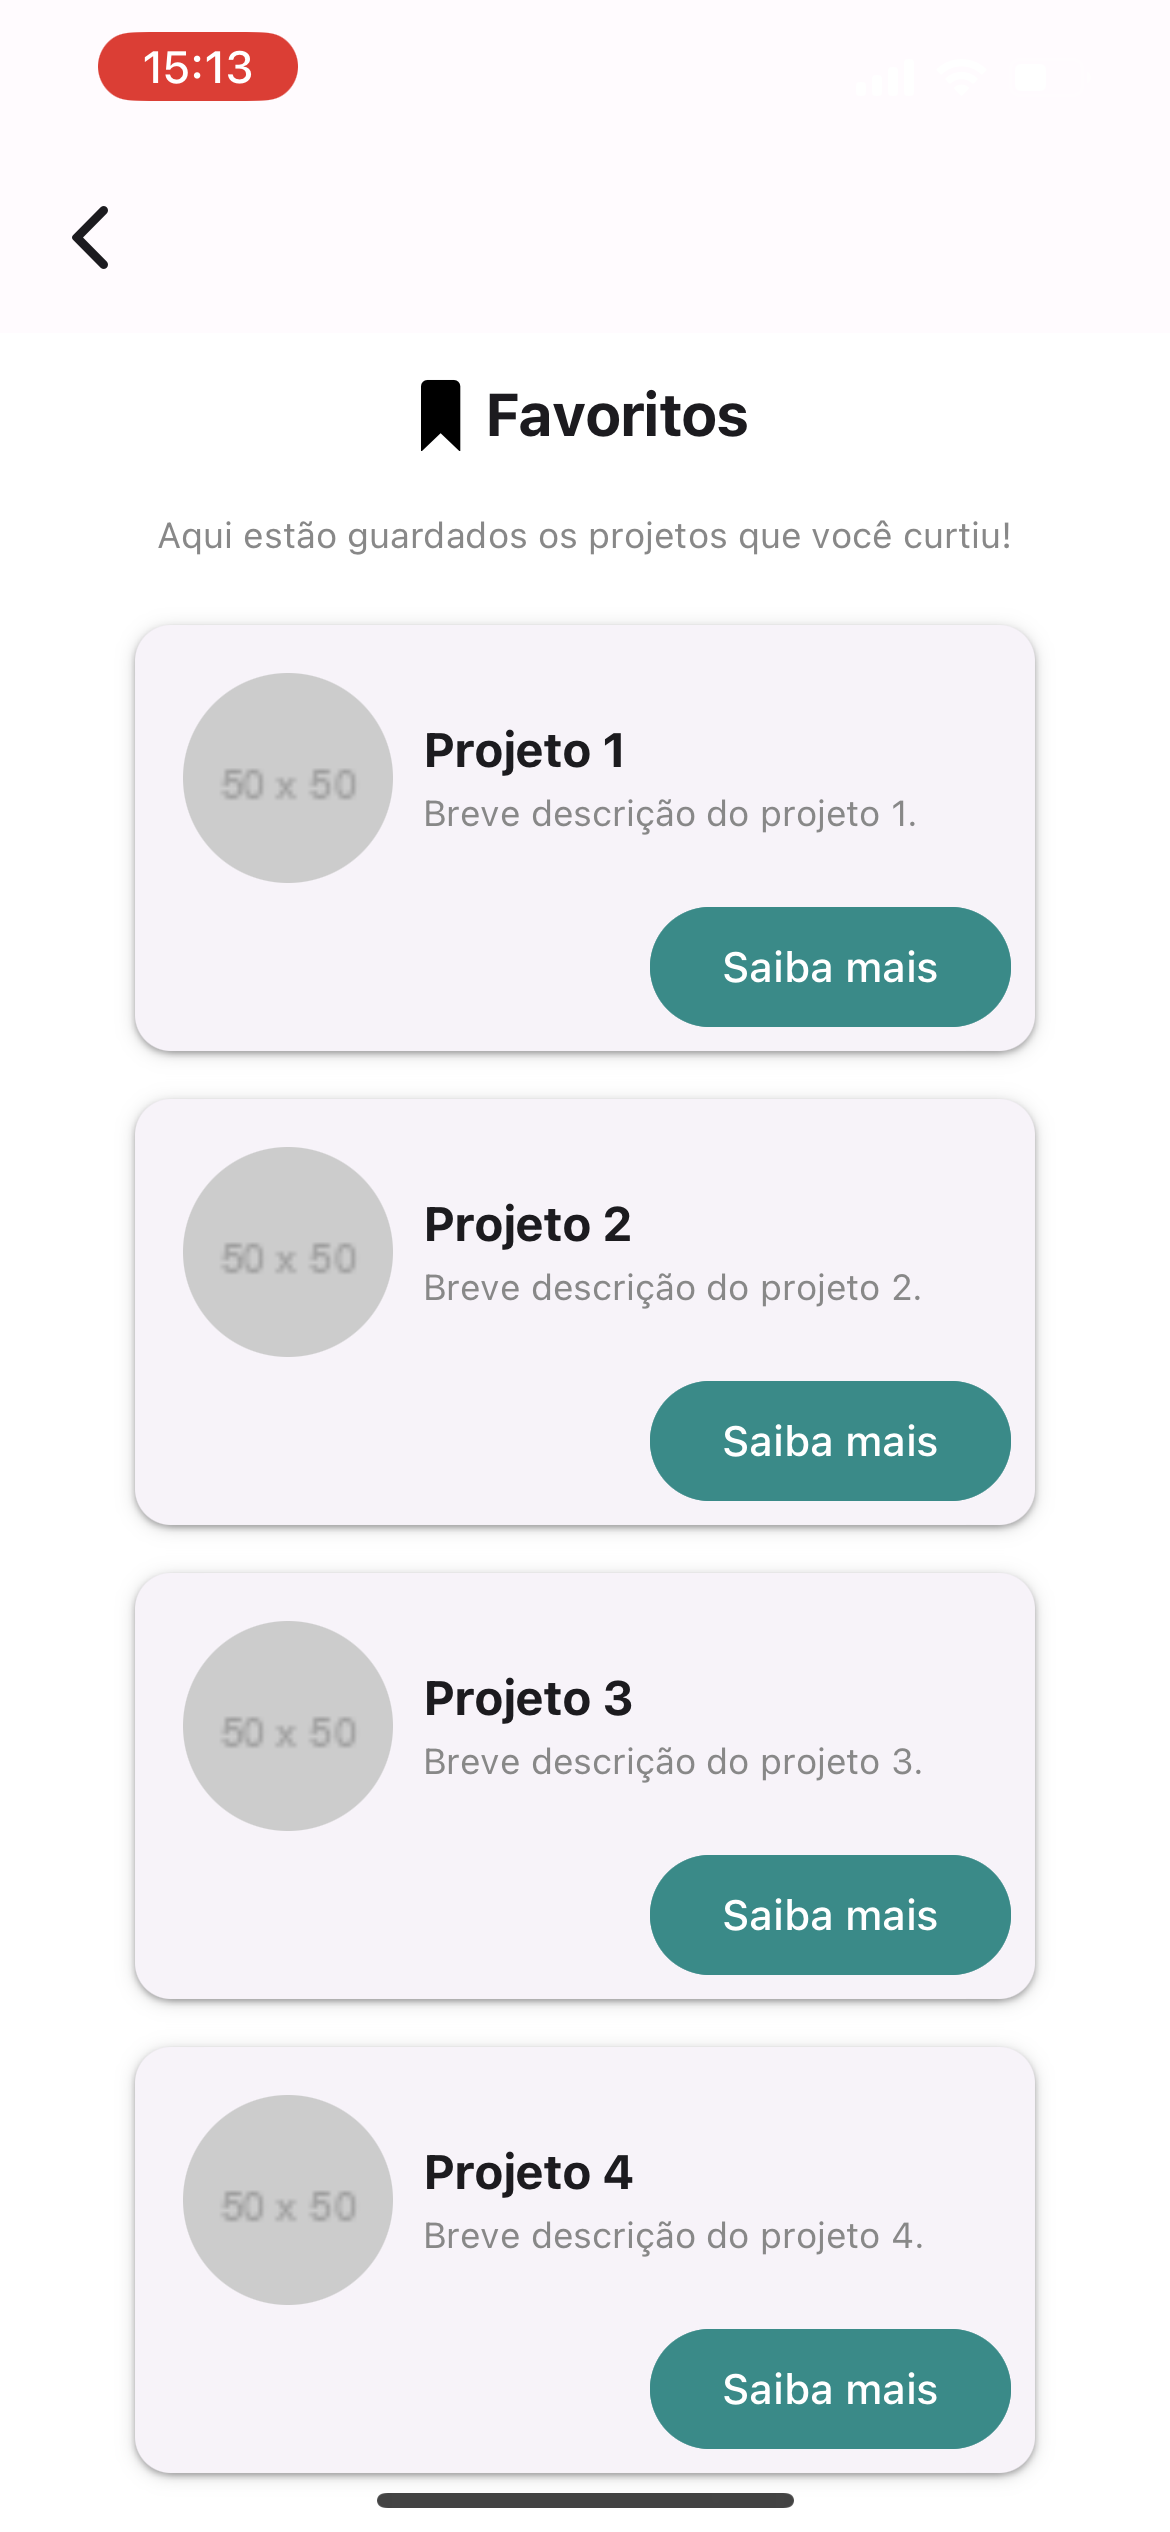 15:13
Favoritos
Aqui estão guardados os projetos que você curtiu!
50 x 50
Projeto 1
Breve descrição do projeto 1.
Saiba mais
50 x 50
Projeto 2
Breve descrição do projeto 2.
Saiba mais
50 x 50
Projeto 3
Breve descrição do projeto 3.
Saiba mais
50 x 50
Projeto 4
Breve descrição do projeto 4.
Saiba mais